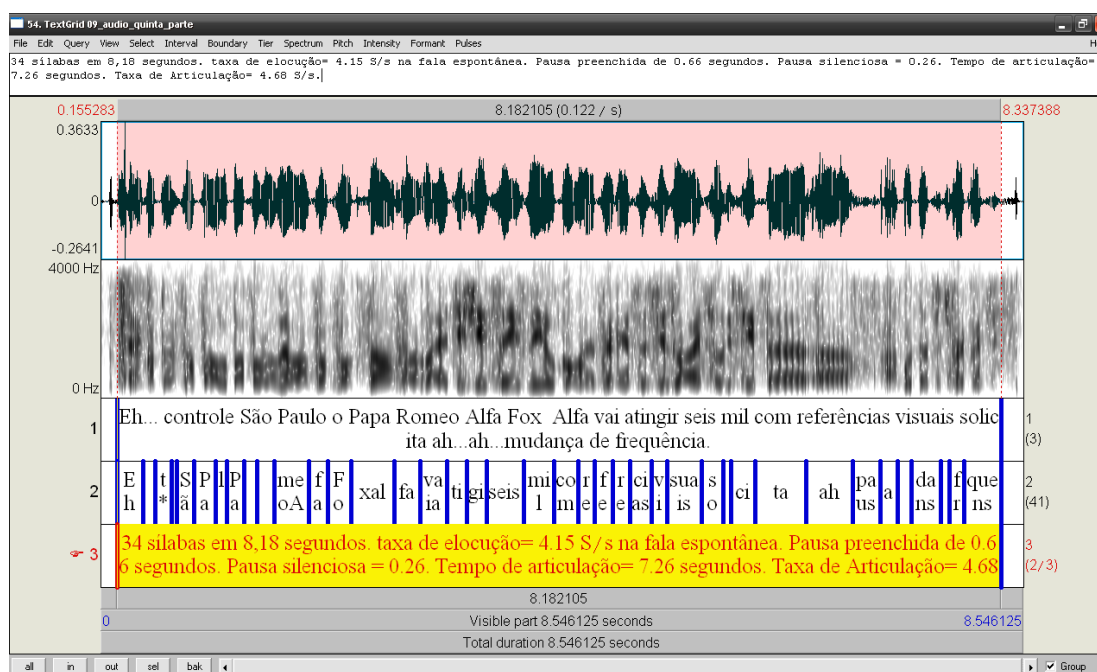 54. TextGrid 09_audio_quinta_parte
File Edit Query View Select Interval Boundary Tier Spectrum Pitch Intensity Formant Pulses
34 sílabas em 8,18 segundos. taxa de elocução= 4.15 S/s na fala espontânea. Pausa preenchida de 0.66 segundos. Pausa silenciosa = 0.26. Tempo de articulação=
7.26 segundos. Taxa de Articulação= 4.68 S/s.
0.155283 8.182105 (0.122 / s) 8.337388
0.3633
0
-0.2641
4000 Hz
0 Hz
Eh... controle São Paulo o Papa Romeo Alfa Fox Alfa vai atingir seis mil com referências visuais solic
1 1
ita ah...ah...mudança de frequência. (3)
E t S P l P me f F va mi co r f r ci v sua s pa da f que 2
2 xal fa ti gi seis ci ta ah a
h * ã a a oA a o ia l m e e e as i is o us ns r ns (41)
34 sílabas em 8,18 segundos. taxa de elocução= 4.15 S/s na fala espontânea. Pausa preenchida de 0.6 3
3
6 segundos. Pausa silenciosa = 0.26. Tempo de articulação= 7.26 segundos. Taxa de Articulação= 4.68 (2/3)
8.182105
0 Visible part 8.546125 seconds 8.546125
Total duration 8.546125 seconds
all in out sel bak Group